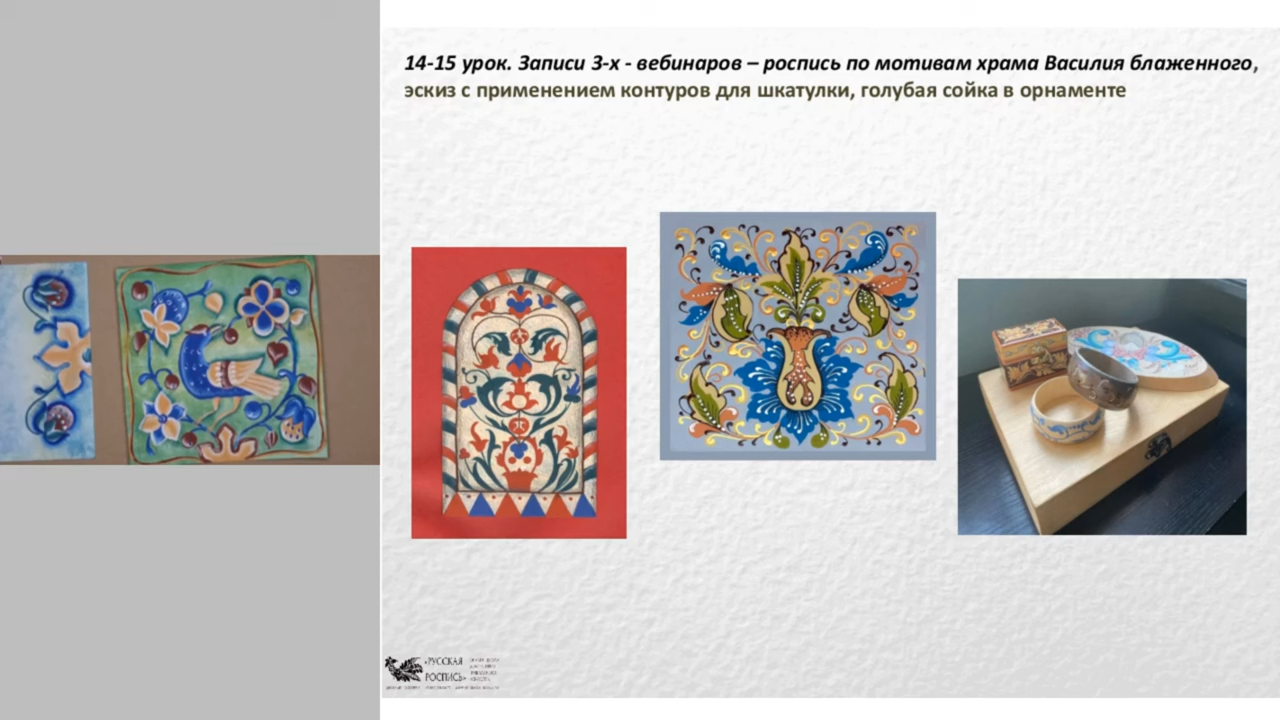 14-15 урок. Записи 3-х - вебинаров – роспись по мотивам храма Василия блаженного,
эскиз с применением контуров для шкатулки, голубая сойка в орнаменте
«РУССКАЯ
РОСПИСЬ»